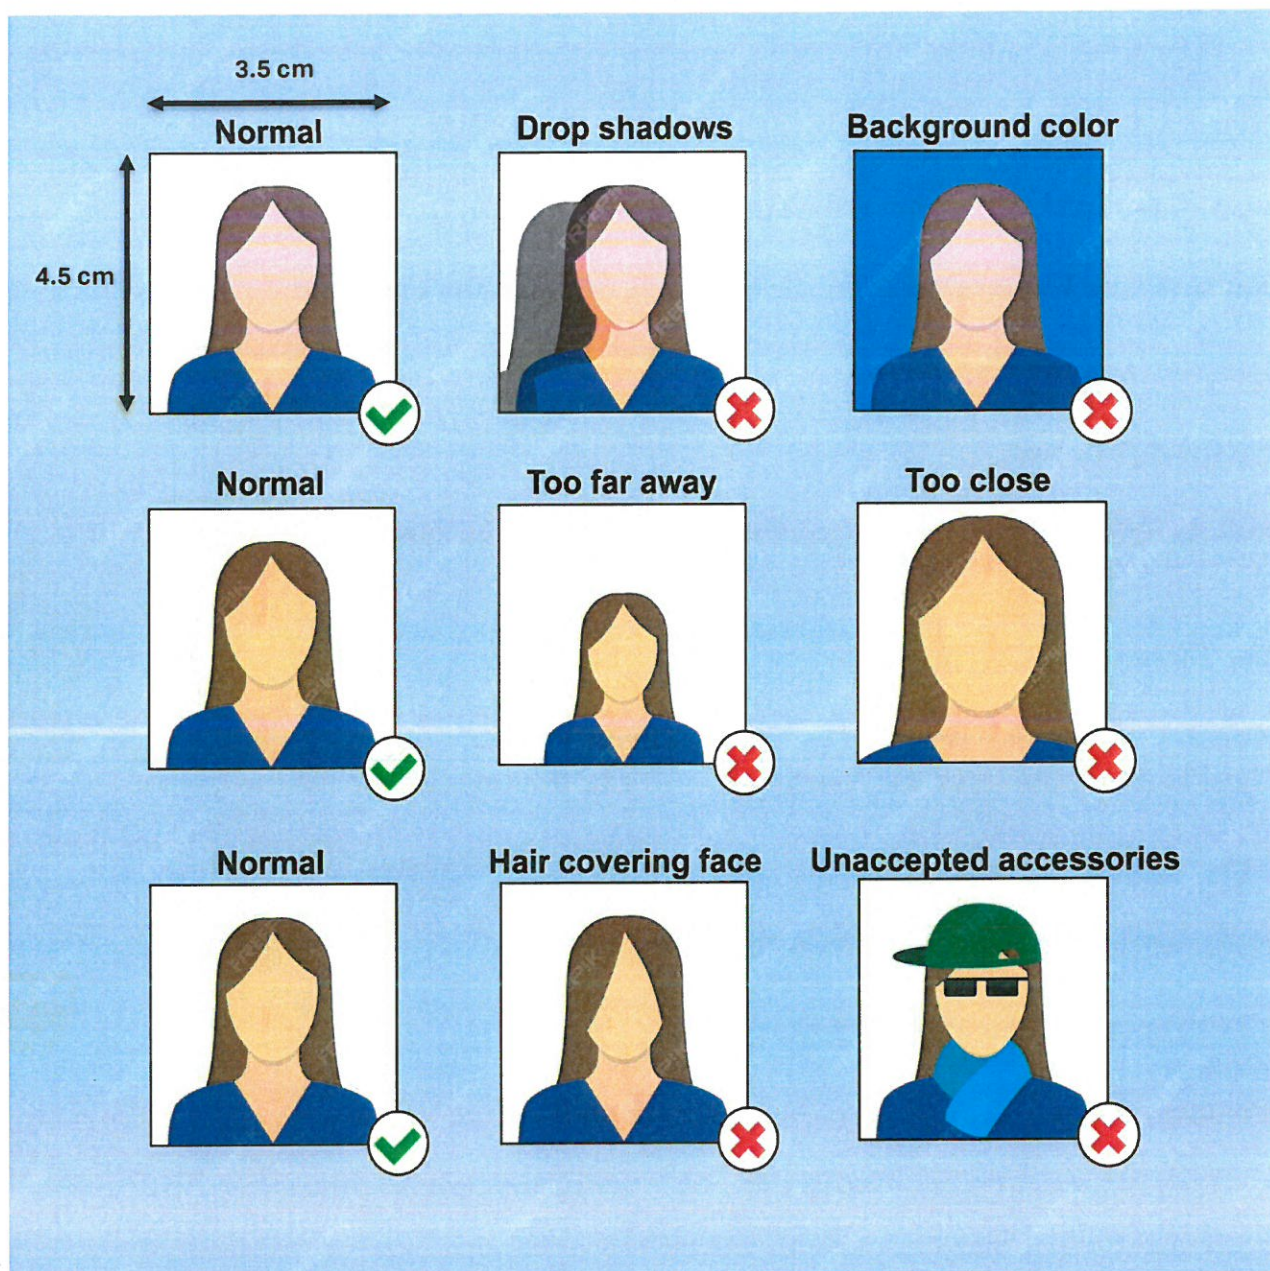 3.5 cm
Normal
Drop shadows
Background color
4.5 cm
Normal
Too far away
Too close
Normal
Hair covering face
Unaccepted accessories